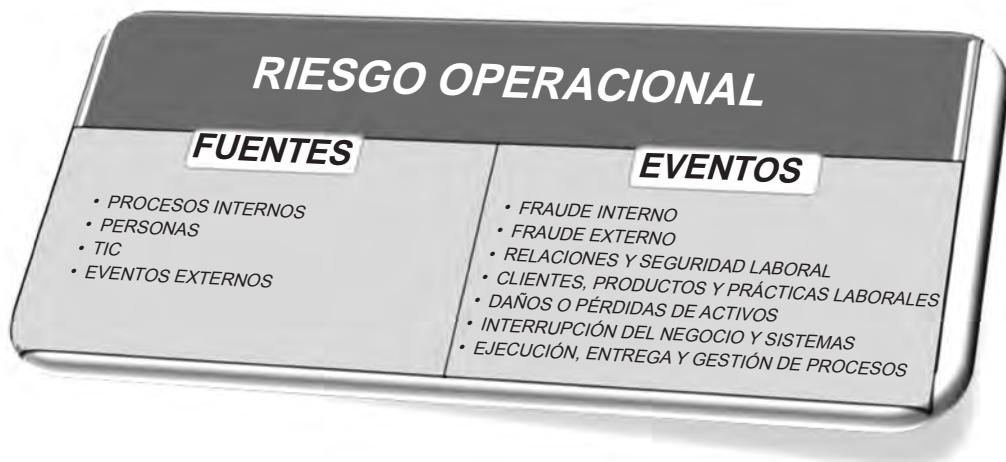 RIESGO OPERACIONAL
FUENTES
• PROCESOS INTERNOS
• PERSONAS
• TIC
• EVENTOS EXTERNOS
EVENTOS
• FRAUDE INTERNO
• FRAUDE EXTERNO
• RELACIONES Y SEGURIDAD LABORAL
• CLIENTES, PRODUCTOS Y PRÁCTICAS LABORALES
• DAÑOS O PÉRDIDAS DE ACTIVOS
• INTERRUPCIÓN DEL NEGOCIO Y SISTEMAS
• EJECUCIÓN, ENTREGA Y GESTIÓN DE PROCESOS